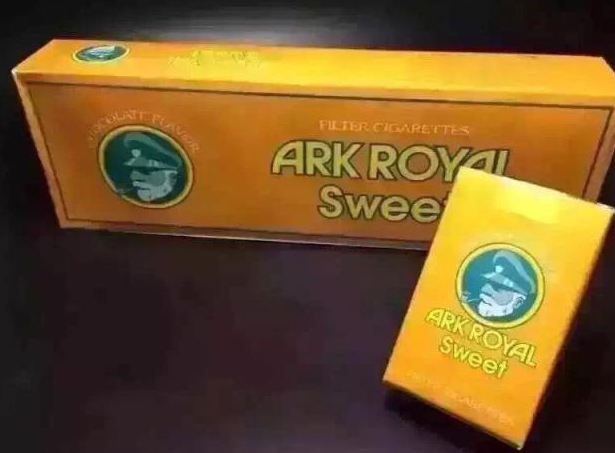 CHOCOLATE FLAVOR
FILTER CIGARETTES
ARK ROYAL
Sweet
ARK ROYAL
Sweet